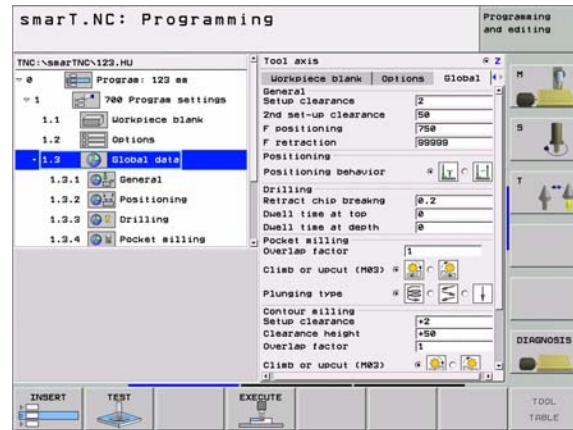 smarT.NC: Programming
Programming
and editing
TNC:\smarTNC\123.HU
0 Program: 123 mm
1 700 Program settings
1.1 Workpiece blank
1.2 Options
1.3 Global data
1.3.1 General
1.3.2 Positioning
1.3.3 Drilling
1.3.4 Pocket milling
Tool axis Z
Workpiece blank Options Global
General
Setup clearance 2
2nd set-up clearance 50
F positioning 750
F retraction 99999
Positioning
Positioning behavior
Drilling
Retract chip breakng 0.2
Dwell time at top 0
Dwell time at depth 0
Pocket milling
Overlap factor 1
Climb or upcut (M03)
Plunging type
Contour milling
Setup clearance +2
Clearance height +50
Overlap factor 1
Climb or upcut (M03)
M
S
T
DIAGNOSIS
INSERT
TEST
EXECUTE
TOOL
TABLE